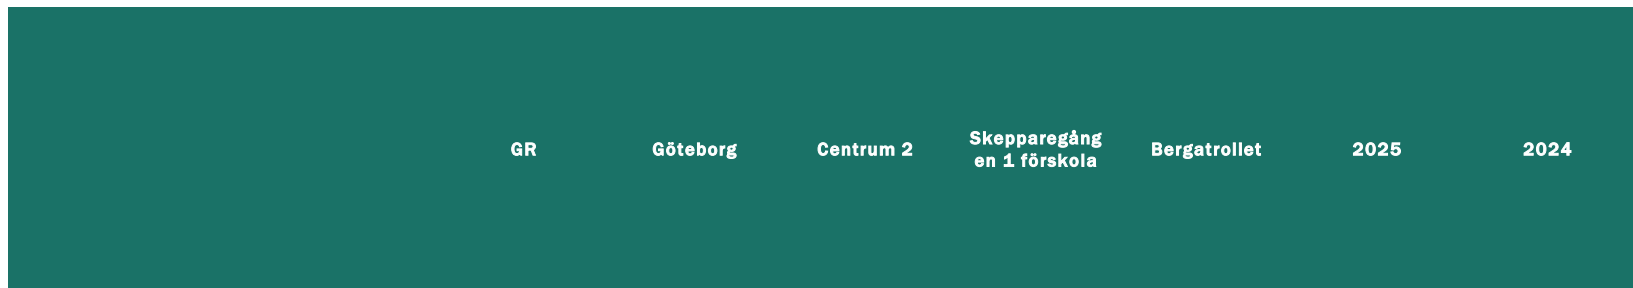 GR
Göteborg
Centrum 2
Skepparegång
en 1 förskola
Bergatrollet
2025
2024